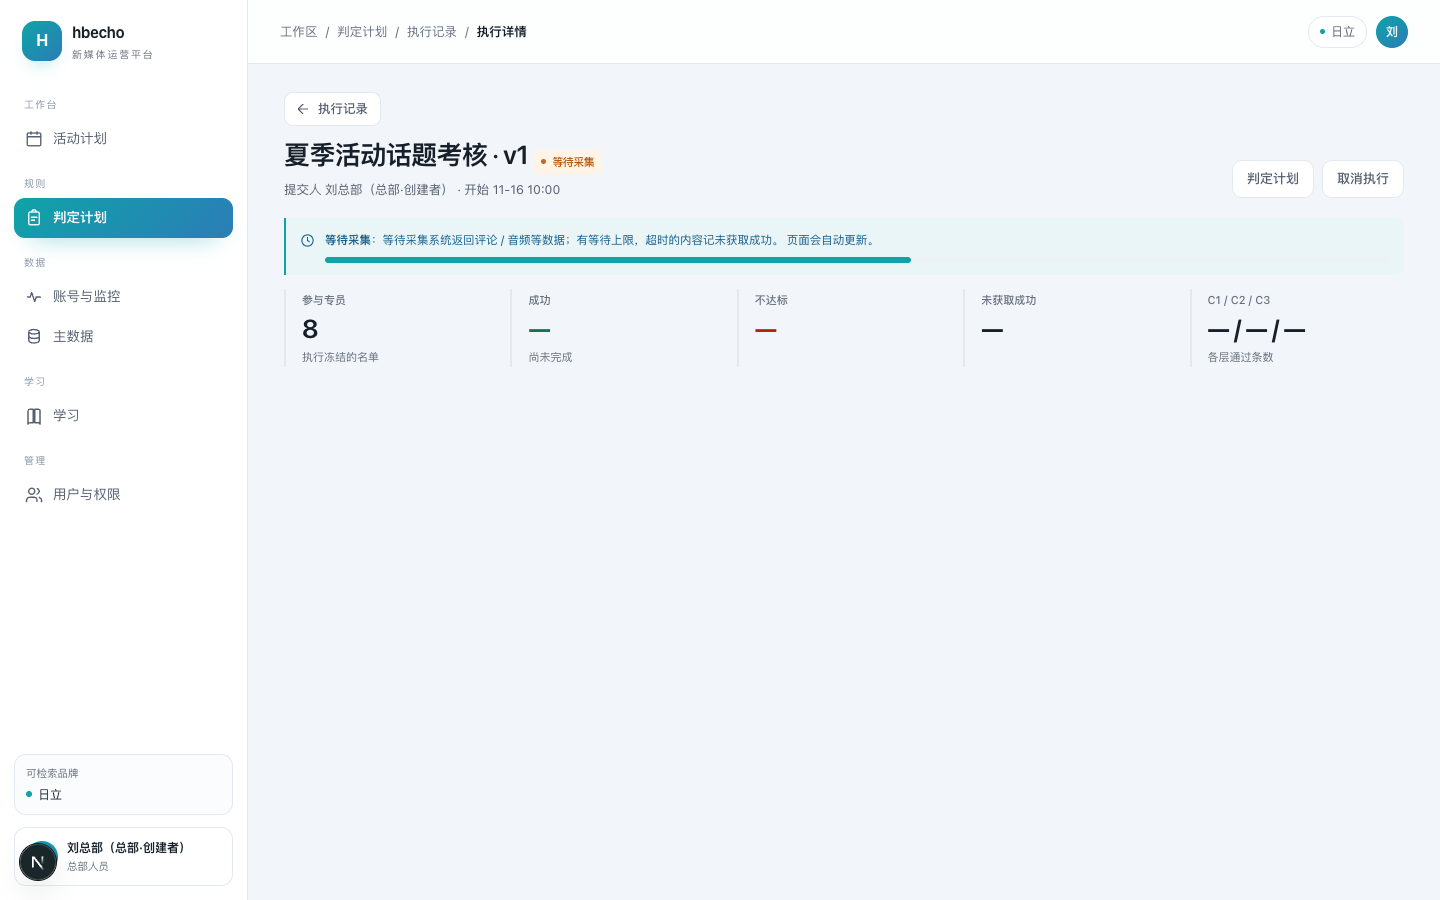 H
hbecho
新媒体运营平台
工作台
活动计划
规则
判定计划
数据
账号与监控
主数据
学习
学习
管理
用户与权限
可检索品牌
日立
N
刘总部（总部·创建者）
总部人员
工作区 / 判定计划 / 执行记录 / 执行详情
日立
刘
执行记录
夏季活动话题考核 · v1
等待采集
提交人 刘总部（总部·创建者） · 开始 11-16 10:00
判定计划
取消执行
等待采集：等待采集系统返回评论 / 音频等数据；有等待上限，超时的内容记未获取成功。 页面会自动更新。
参与专员
8
执行冻结的名单
成功
—
尚未完成
不达标
—
未获取成功
—
C1 / C2 / C3
— / — / —
各层通过条数